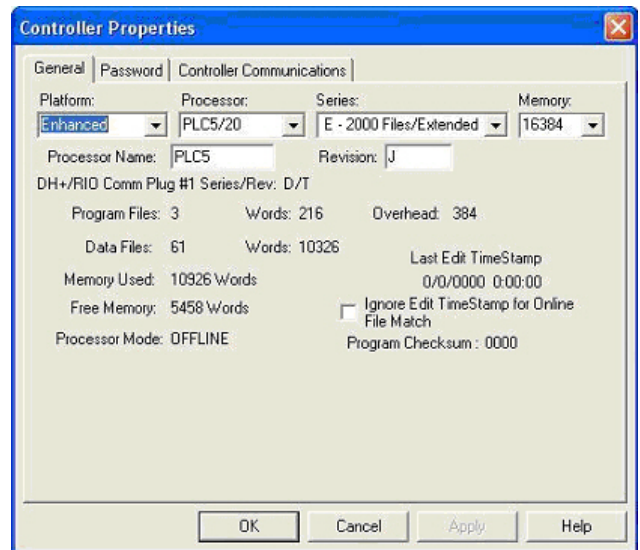 Controller Properties
General Password Controller Communications
Platform: Processor: Series: Memory:
Enhanced PLC5/20 E - 2000 Files/Extended 16384
Processor Name: PLC5 Revision: J
DH+/RIO Comm Plug #1 Series/Rev: D/T
Program Files: 3 Words: 216 Overhead: 384
Data Files: 61 Words: 10326
Last Edit TimeStamp
Memory Used: 10926 Words
0/0/0000 0:00:00
Free Memory: 5458 Words
Ignore Edit TimeStamp for Online
File Match
Processor Mode: OFFLINE
Program Checksum : 0000
OK Cancel Apply Help